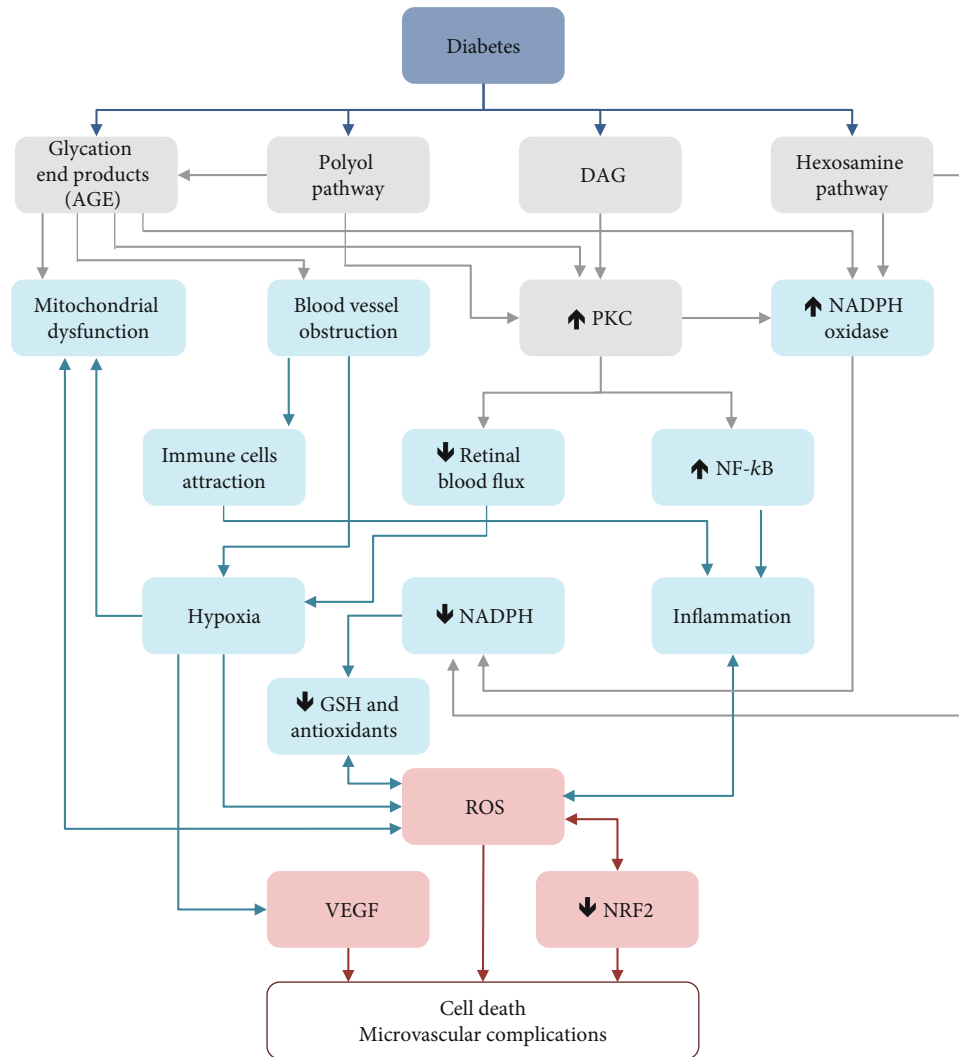 Diabetes
Glycation
end products
(AGE)
Polyol
pathway
DAG
Hexosamine
pathway
Mitochondrial
dysfunction
Blood vessel
obstruction
🡹 PKC
🡹 NADPH
oxidase
Immune cells
attraction
🡻 Retinal
blood flux
🡹 NF-kB
Hypoxia
🡻 NADPH
Inflammation
🡻 GSH and
antioxidants
ROS
VEGF
🡻 NRF2
Cell death
Microvascular complications